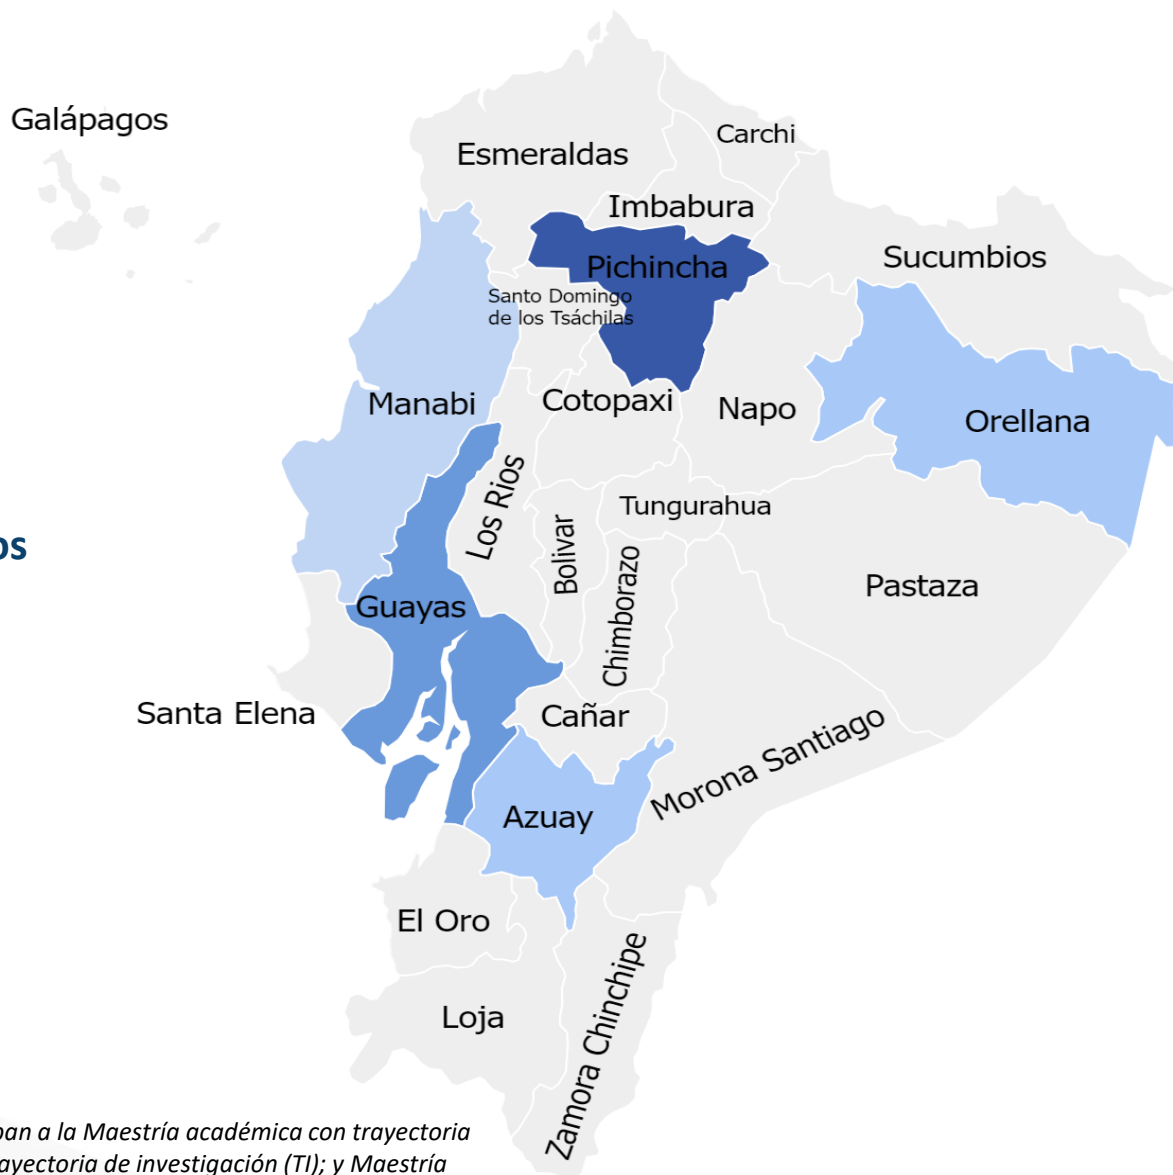 Galápagos
Carchi
Esmeraldas
Imbabura
Sucumbios
Pichincha
Santo Domingo
de los Tsáchilas
Manabi
Cotopaxi
Napo
Orellana
Los Rios
Tungurahua
Bolivar
Chimborazo
Pastaza
Guayas
Santa Elena
Cañar
Morona Santiago
Azuay
El Oro
Loja
Zamora Chinchipe
a la Maestría académica con trayectoria
de investigación (TI); y Maestría